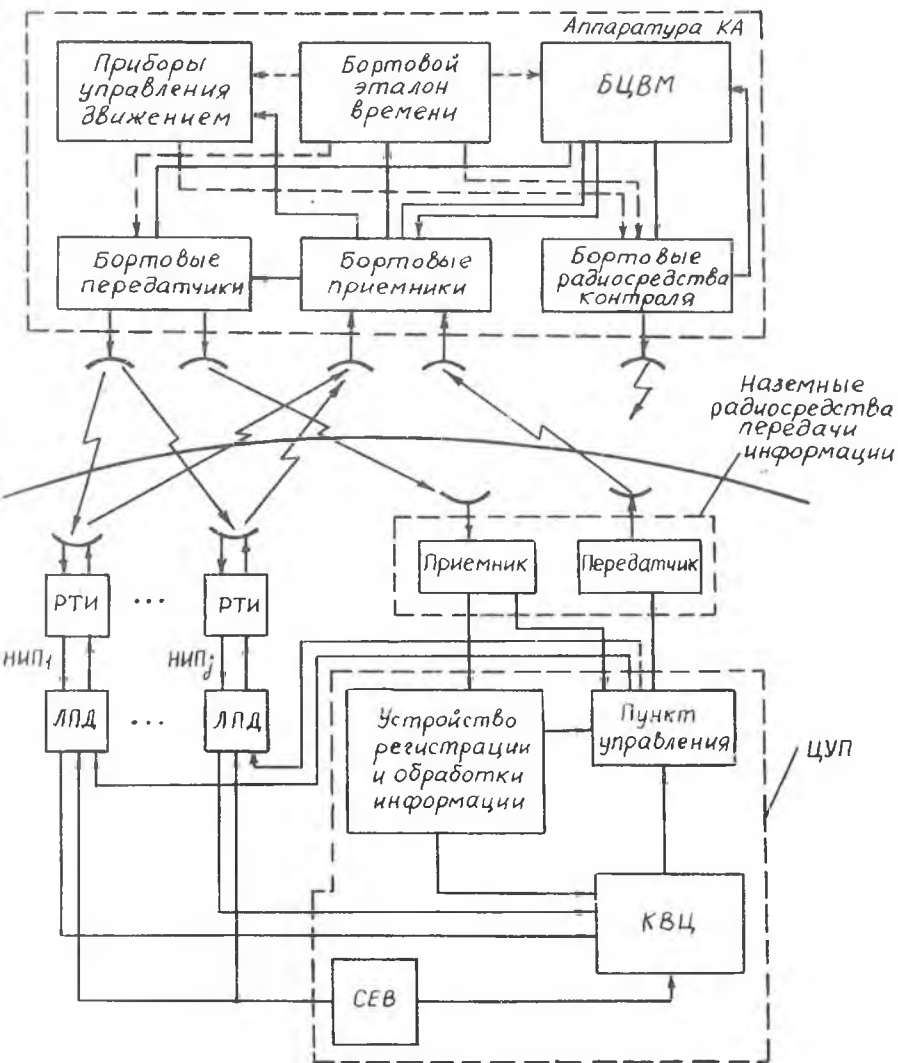 Аппаратура КА
Приборы
управления
движением
Бортовой
эталон
времени
БЦВМ
Бортовые
передатчики
Бортовые
приемники
Бортовые
радиосредства
контраля
Наземные
радиосредства
передачи
информации
Приемник
Передатчик
РТИ
...
РТИ
НИП1
НИПj
ЛПД
...
ЛПД
Устройство
регистрации
и обработки
информации
Пункт
управления
ЦУП
КВЦ
СЕВ